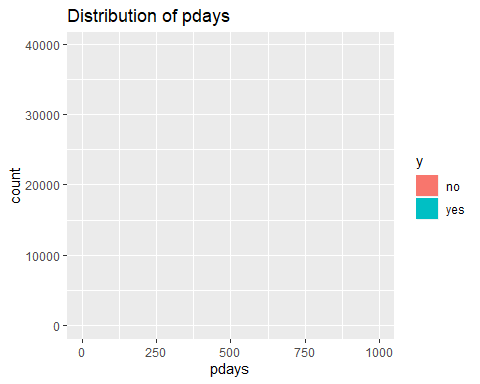 Distribution of pdays
40000
30000
20000
10000
0
count
0 250 500 750 1000
pdays
y
no
yes